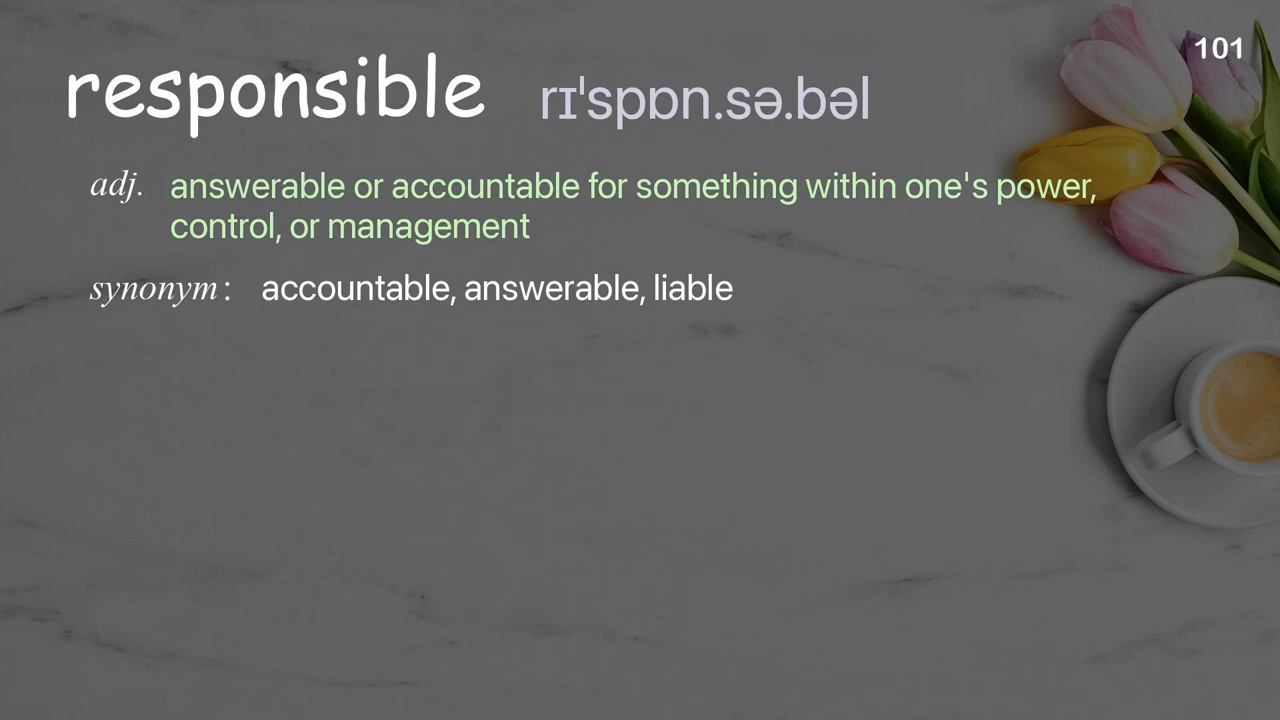 101
responsible rɪˈspɒn.sə.bəl
adj. answerable or accountable for something within one's power,
control, or management
synonym : accountable, answerable, liable